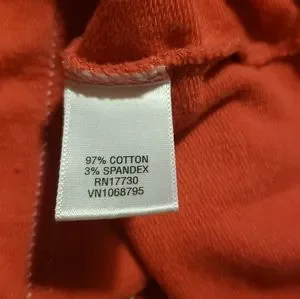 97% COTTON
3% SPANDEX
RN17730
VN1068795